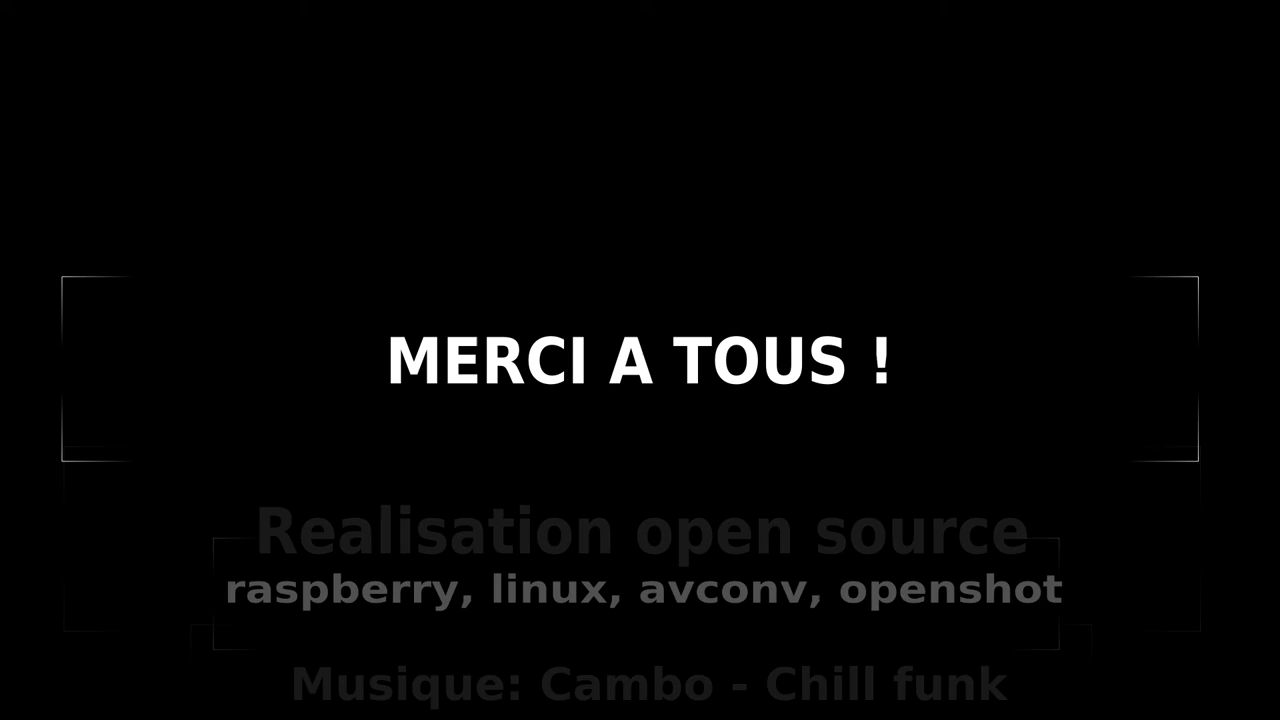 MERCI A TOUS !
Realisation open source
raspberry, linux, avconv, openshot
Musique: Cambo - Chill funk